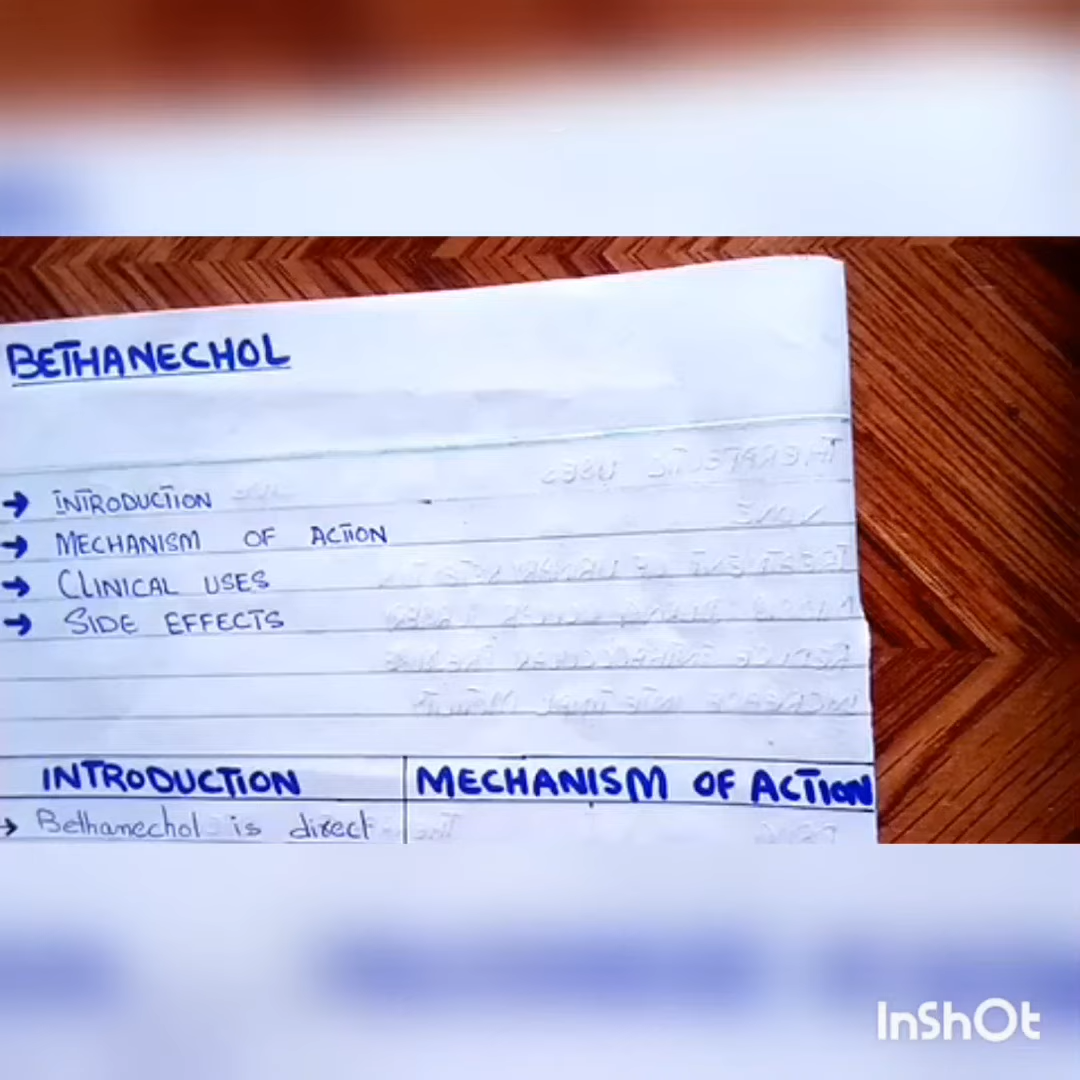 BETHANECHOL
→ INTRODUCTION
→ MECHANISM OF ACTION
→ CLINICAL USES
→ SIDE EFFECTS
INTRODUCTION MECHANISM OF ACTION
→ Bethanechol is direct
InShOt